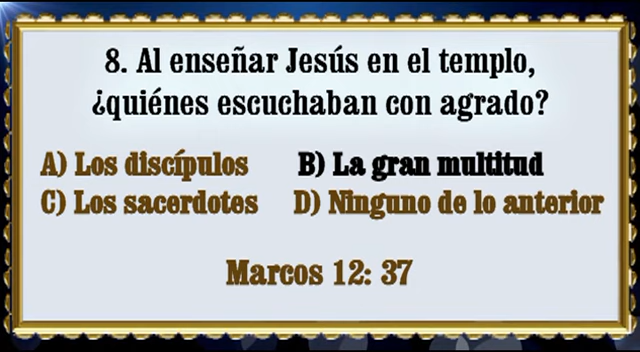 8. Al enseñar Jesús en el templo,
¿quiénes escuchaban con agrado?
A) Los discípulos B) La gran multitud
C) Los sacerdotes D) Ninguno de lo anterior
Marcos 12: 37